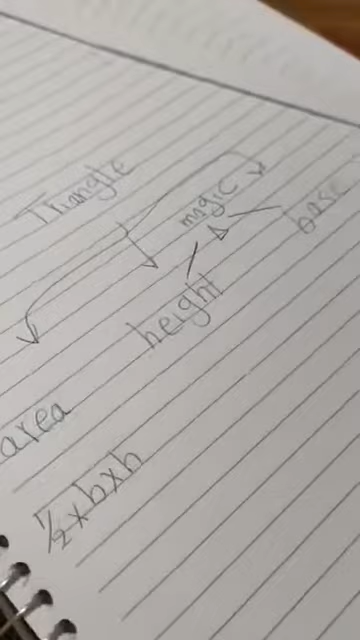 Triangle
magic
base
height
area
1/2 x b x h